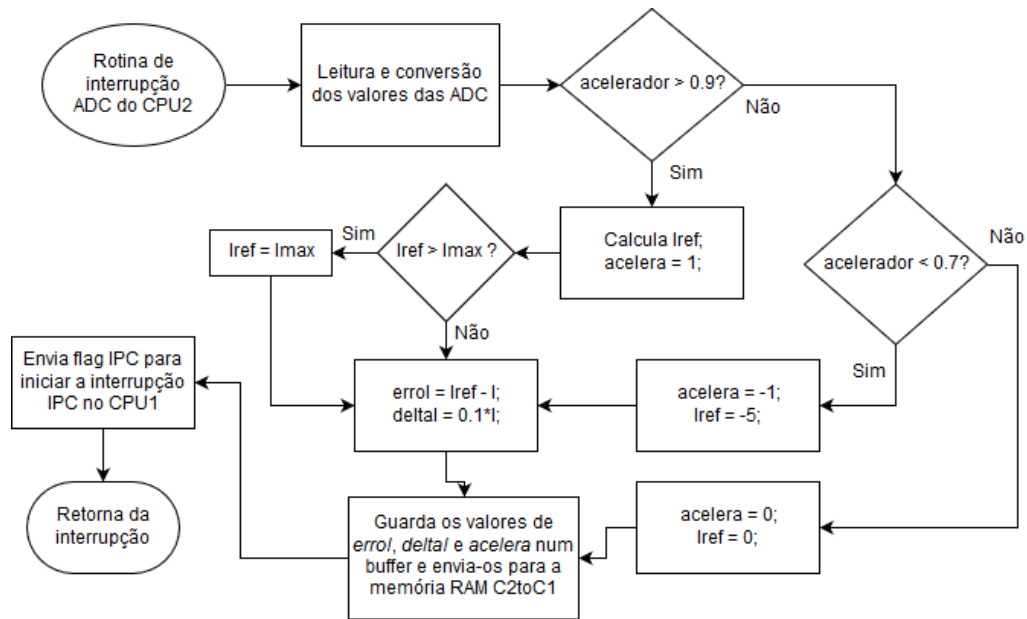 Rotina de
interrupção
ADC do CPU2
Leitura e conversão
dos valores das ADC
acelerador > 0.9?
Não
Sim
Calcula Iref;
acelera = 1;
Iref > Imax ?
Sim
Iref = Imax
Não
acelerador < 0.7?
Não
Sim
acelera = -1;
Iref = -5;
errol = Iref - I;
deltal = 0.1*I;
acelera = 0;
Iref = 0;
Guarda os valores de
errol, deltal e acelera num
buffer e envia-os para a
memória RAM C2toC1
Envia flag IPC para
iniciar a interrupção
IPC no CPU1
Retorna da
interrupção